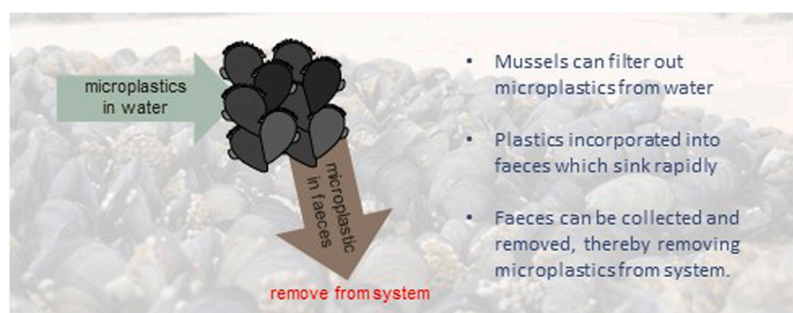 microplastics
in water
microplastic
in faeces
remove from system
• Mussels can filter out
microplastics from water
• Plastics incorporated into
faeces which sink rapidly
• Faeces can be collected and
removed, thereby removing
microplastics from system.